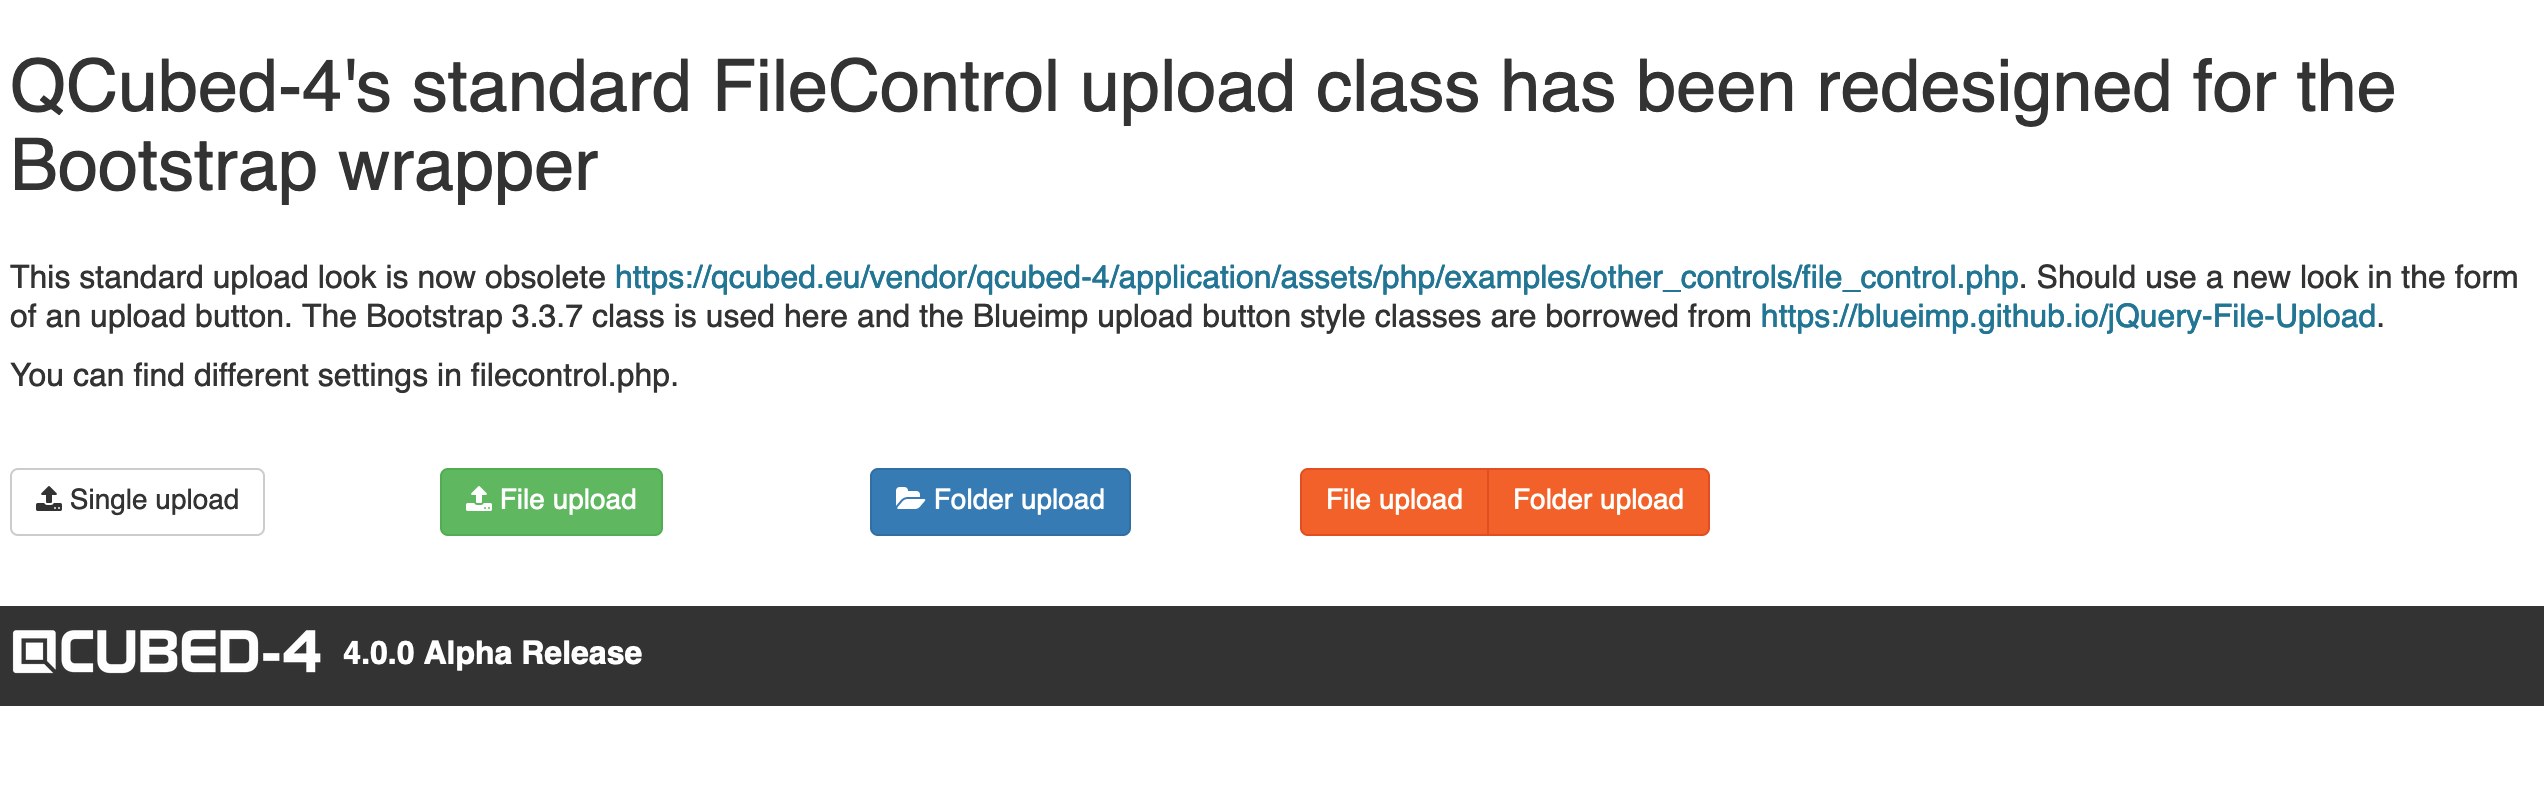 QCubed-4's standard FileControl upload class has been redesigned for the
Bootstrap wrapper
This standard upload look is now obsolete https://qcubed.eu/vendor/qcubed-4/application/assets/php/examples/other_controls/file_control.php. Should use a new look in the form
of an upload button. The Bootstrap 3.3.7 class is used here and the Blueimp upload button style classes are borrowed from https://blueimp.github.io/jQuery-File-Upload.
You can find different settings in filecontrol.php.
Single upload File upload Folder upload File upload Folder upload
QCUBED-4 4.0.0 Alpha Release